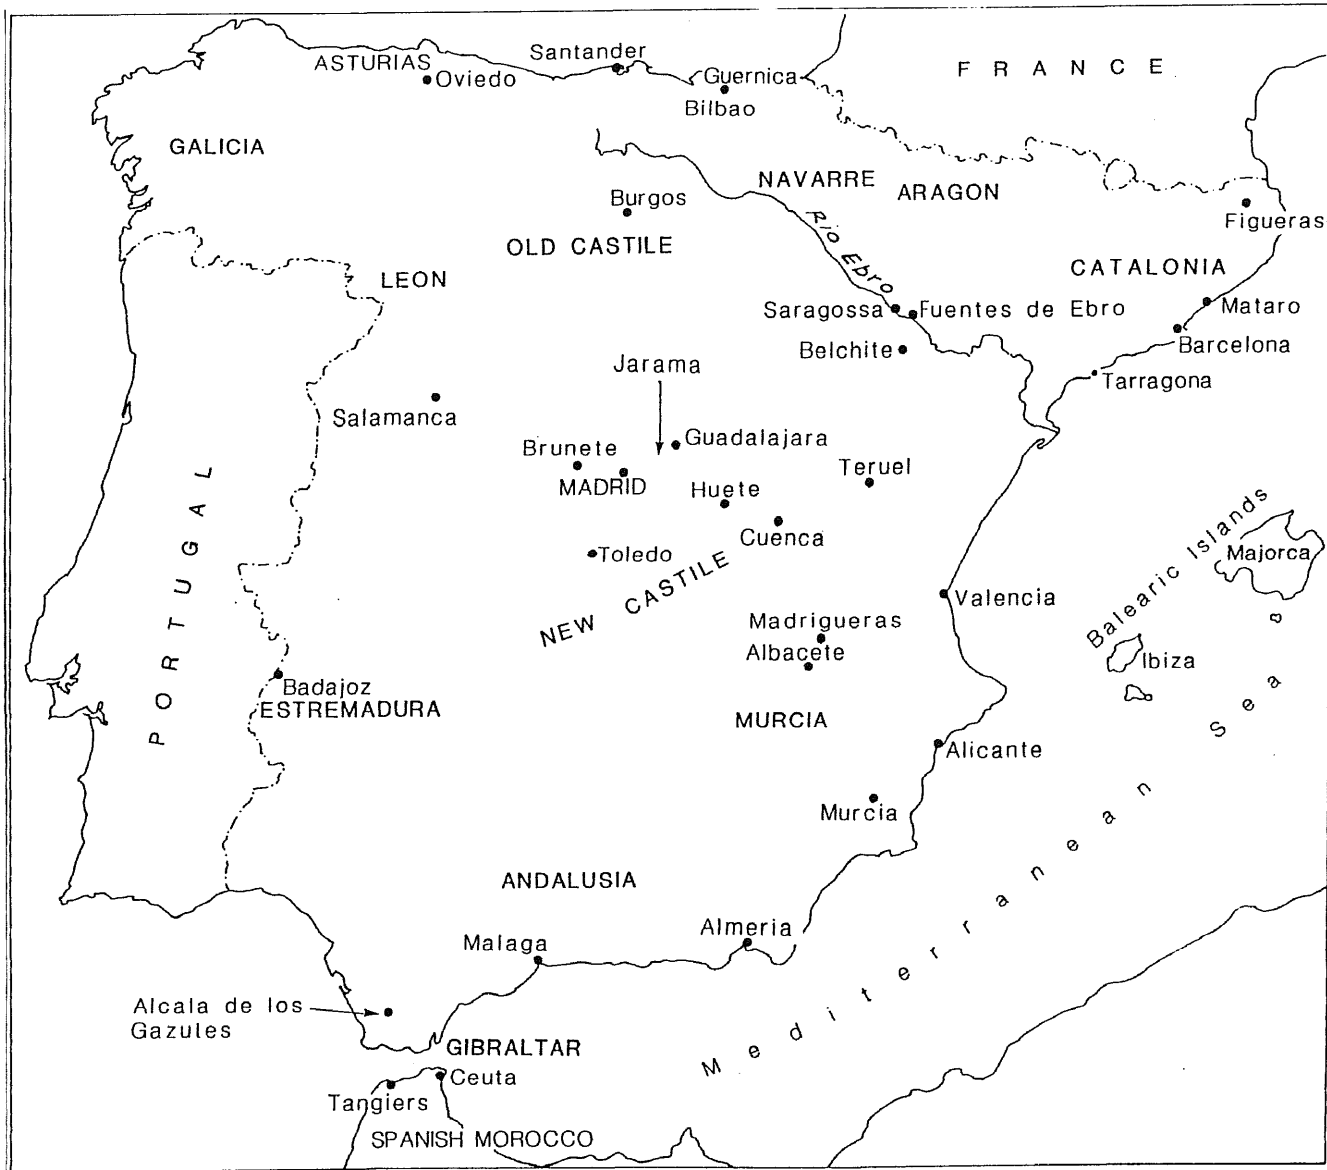 Santander
ASTURIAS
Oviedo
Guernica
Bilbao
F R A N C E
GALICIA
NAVARRE
ARAGON
Burgos
Rio Ebro
Figueras
OLD CASTILE
LEON
CATALONIA
Saragossa
Fuentes de Ebro
Mataro
Belchite
Barcelona
Jarama
Tarragona
Salamanca
Guadalajara
Brunete
MADRID
Teruel
Huete
Cuenca
Toledo
NEW CASTILE
PORTUGAL
Balearic Islands
Majorca
Valencia
Madrigueras
Albacete
Ibiza
Badajoz
ESTREMADURA
MURCIA
Alicante
Murcia
Mediterranean Sea
ANDALUSIA
Almeria
Malaga
Alcala de los
Gazules
GIBRALTAR
Ceuta
Tangiers
SPANISH MOROCCO